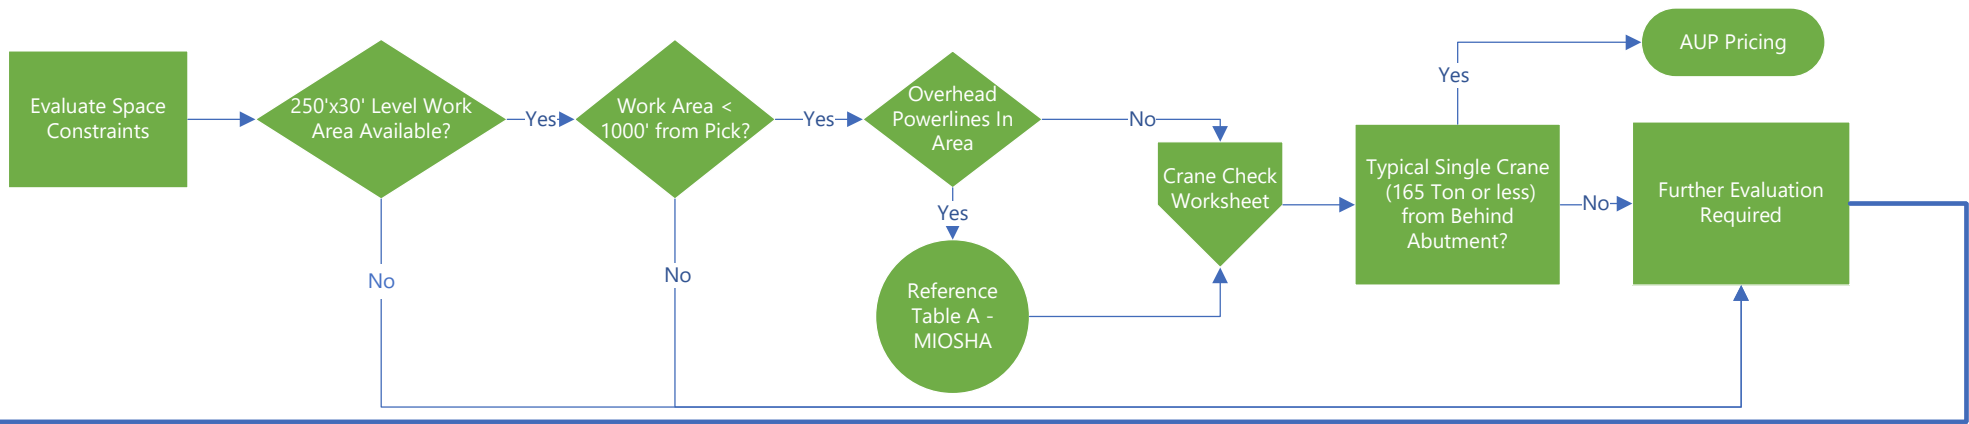 Evaluate Space
Constraints
250'x30' Level Work
Area Available?
Yes
No
Work Area <
1000' from Pick?
Yes
No
Overhead
Powerlines In
Area
No
Yes
Reference
Table A -
MIOSHA
Crane Check
Worksheet
Typical Single Crane
(165 Ton or less)
from Behind
Abutment?
Yes
No
AUP Pricing
Further Evaluation
Required